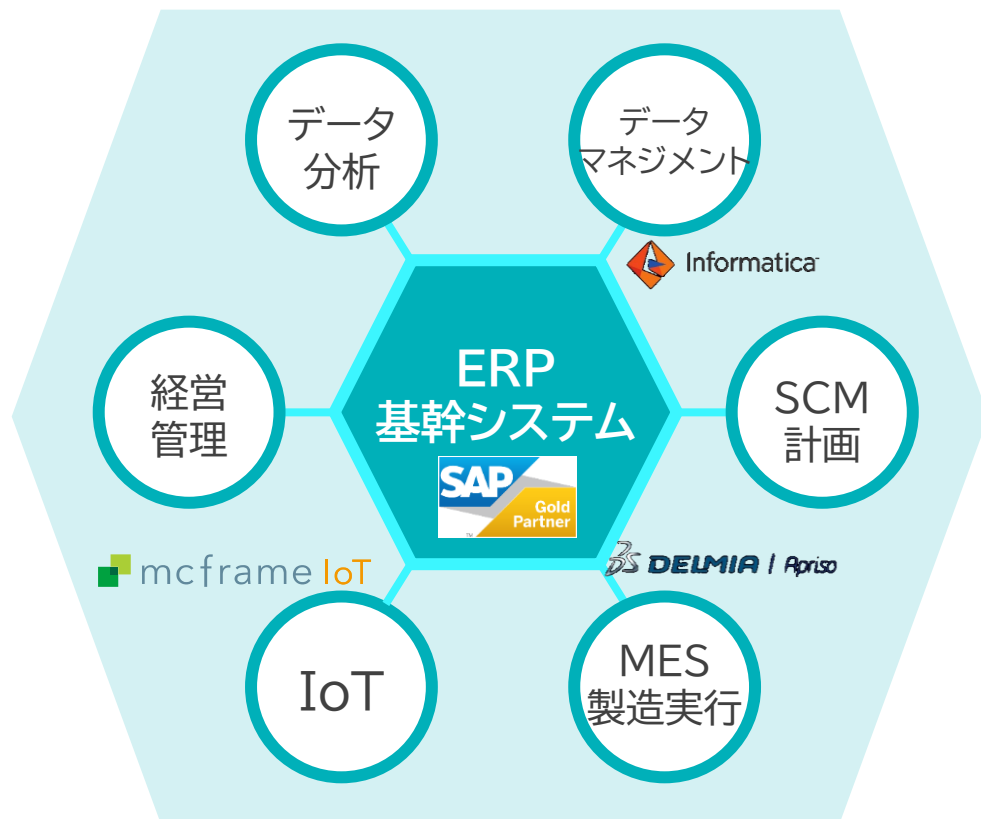 データ
分析
データ
マネジメント
Informatica
ERP
基幹システム
SAP
Gold
Partner
TM
経営
管理
SCM
計画
mcframe IoT
DELMIA | Apriso
IoT
MES
製造実行